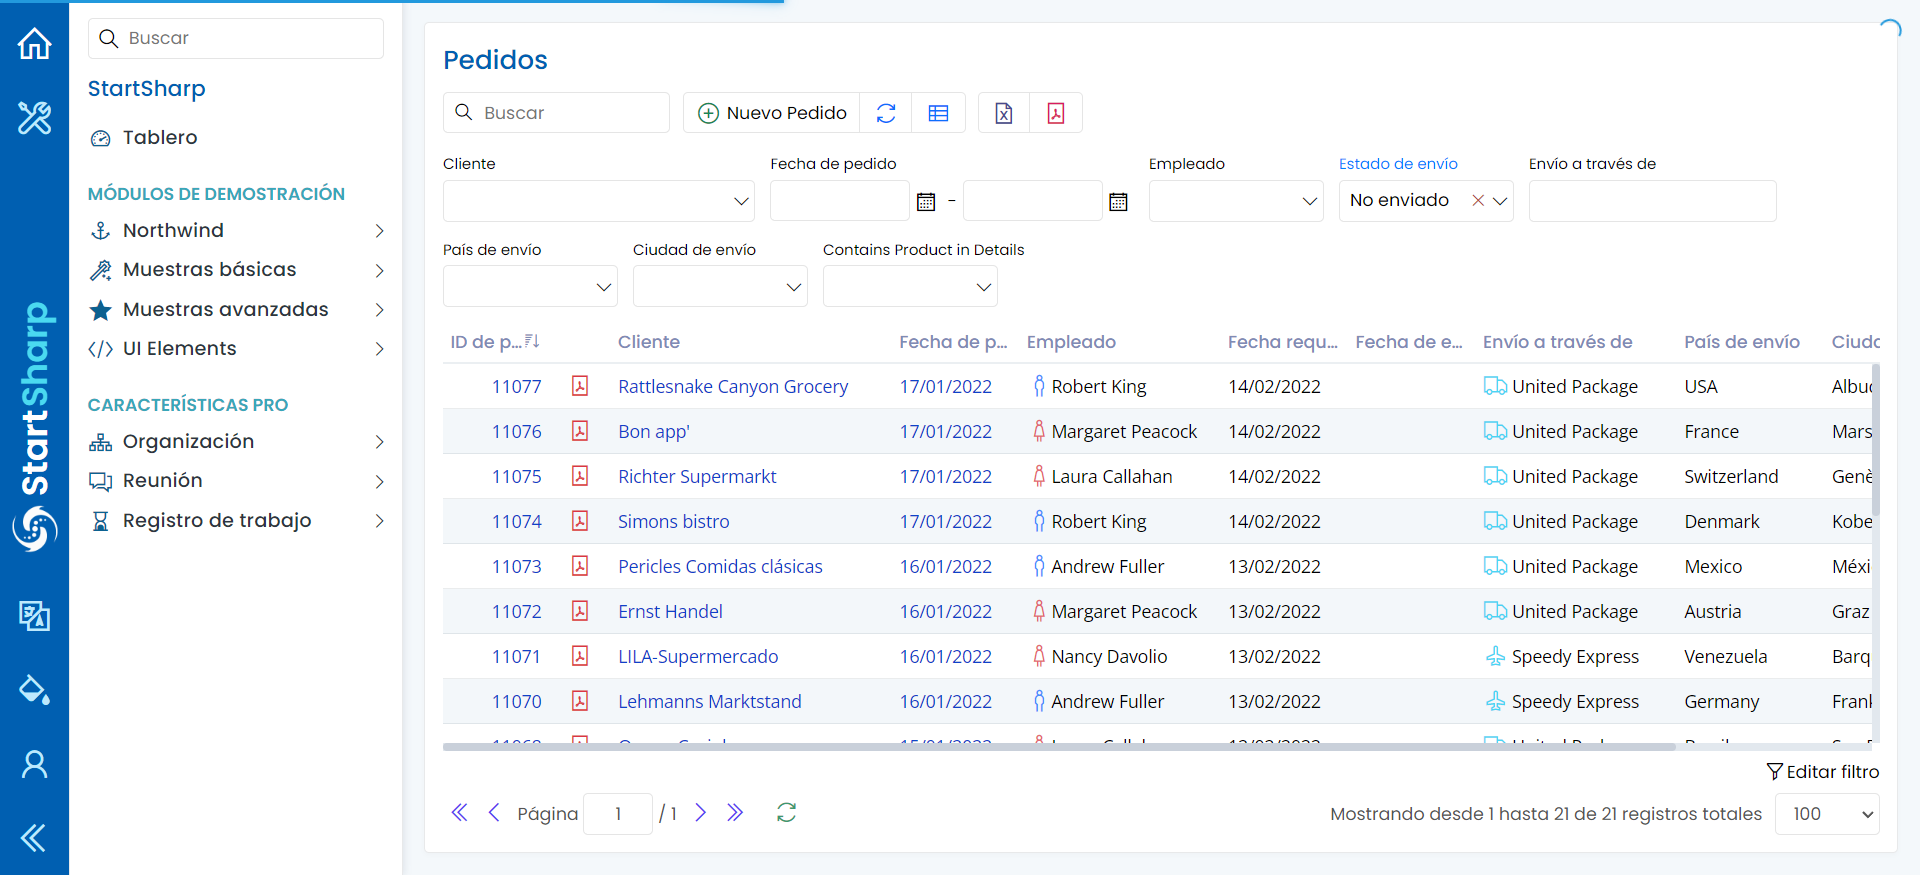 Buscar
StartSharp
Tablero
MÓDULOS DE DEMOSTRACIÓN
Northwind
Muestras básicas
Muestras avanzadas
UI Elements
CARACTERÍSTICAS PRO
Organización
Reunión
Registro de trabajo
StartSharp
Pedidos
Buscar
Nuevo Pedido
Cliente
Fecha de pedido
Empleado
Estado de envío
Envío a través de
-
No enviado
País de envío
Ciudad de envío
Contains Product in Details
ID de p... Cliente Fecha de p... Empleado Fecha requ... Fecha de e... Envío a través de País de envío Ciudc
11077 Rattlesnake Canyon Grocery 17/01/2022 Robert King 14/02/2022 United Package USA Albuq
11076 Bon app' 17/01/2022 Margaret Peacock 14/02/2022 United Package France Mars
11075 Richter Supermarkt 17/01/2022 Laura Callahan 14/02/2022 United Package Switzerland Genè
11074 Simons bistro 17/01/2022 Robert King 14/02/2022 United Package Denmark Kobe
11073 Pericles Comidas clásicas 16/01/2022 Andrew Fuller 13/02/2022 United Package Mexico Méxi
11072 Ernst Handel 16/01/2022 Margaret Peacock 13/02/2022 United Package Austria Graz
11071 LILA-Supermercado 16/01/2022 Nancy Davolio 13/02/2022 Speedy Express Venezuela Barq
11070 Lehmanns Marktstand 16/01/2022 Andrew Fuller 13/02/2022 Speedy Express Germany Frank
Editar filtro
Página 1 / 1
Mostrando desde 1 hasta 21 de 21 registros totales 100